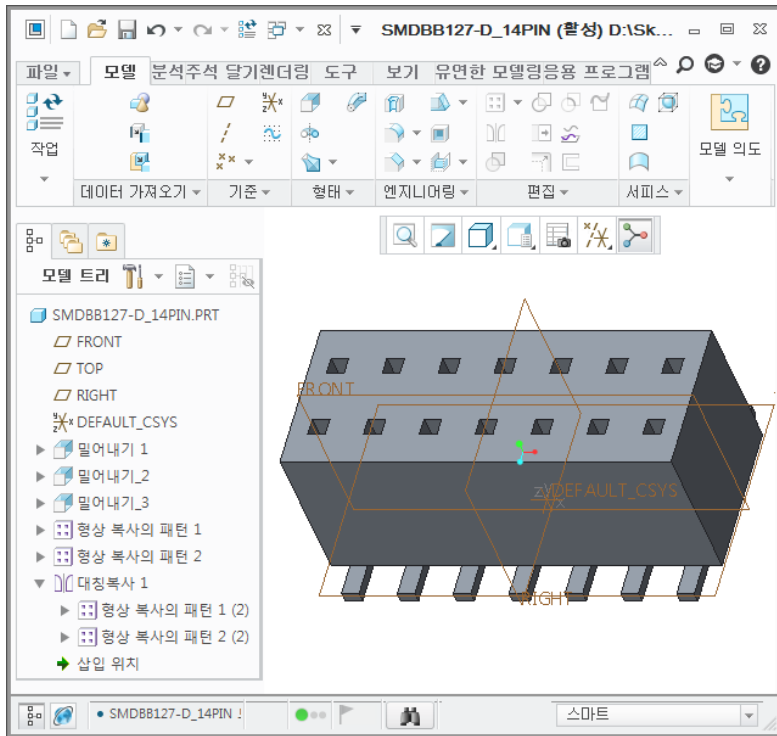 SMDBB127-D_14PIN (활성) D:\Sk...
파일 모델 분석 주석 달기 렌더링 도구 보기 유연한 모델링 응용 프로그램
작업
모델 의도
데이터 가져오기 기준 형태 엔지니어링 편집 서피스
모델 트리
SMDBB127-D_14PIN.PRT
FRONT
TOP
RIGHT
DEFAULT_CSYS
밀어내기 1
밀어내기_2
밀어내기_3
형상 복사의 패턴 1
형상 복사의 패턴 2
대칭복사 1
형상 복사의 패턴 1 (2)
형상 복사의 패턴 2 (2)
삽입 위치
FRONT
DEFAULT_CSYS
RIGHT
SMDBB127-D_14PIN
스마트